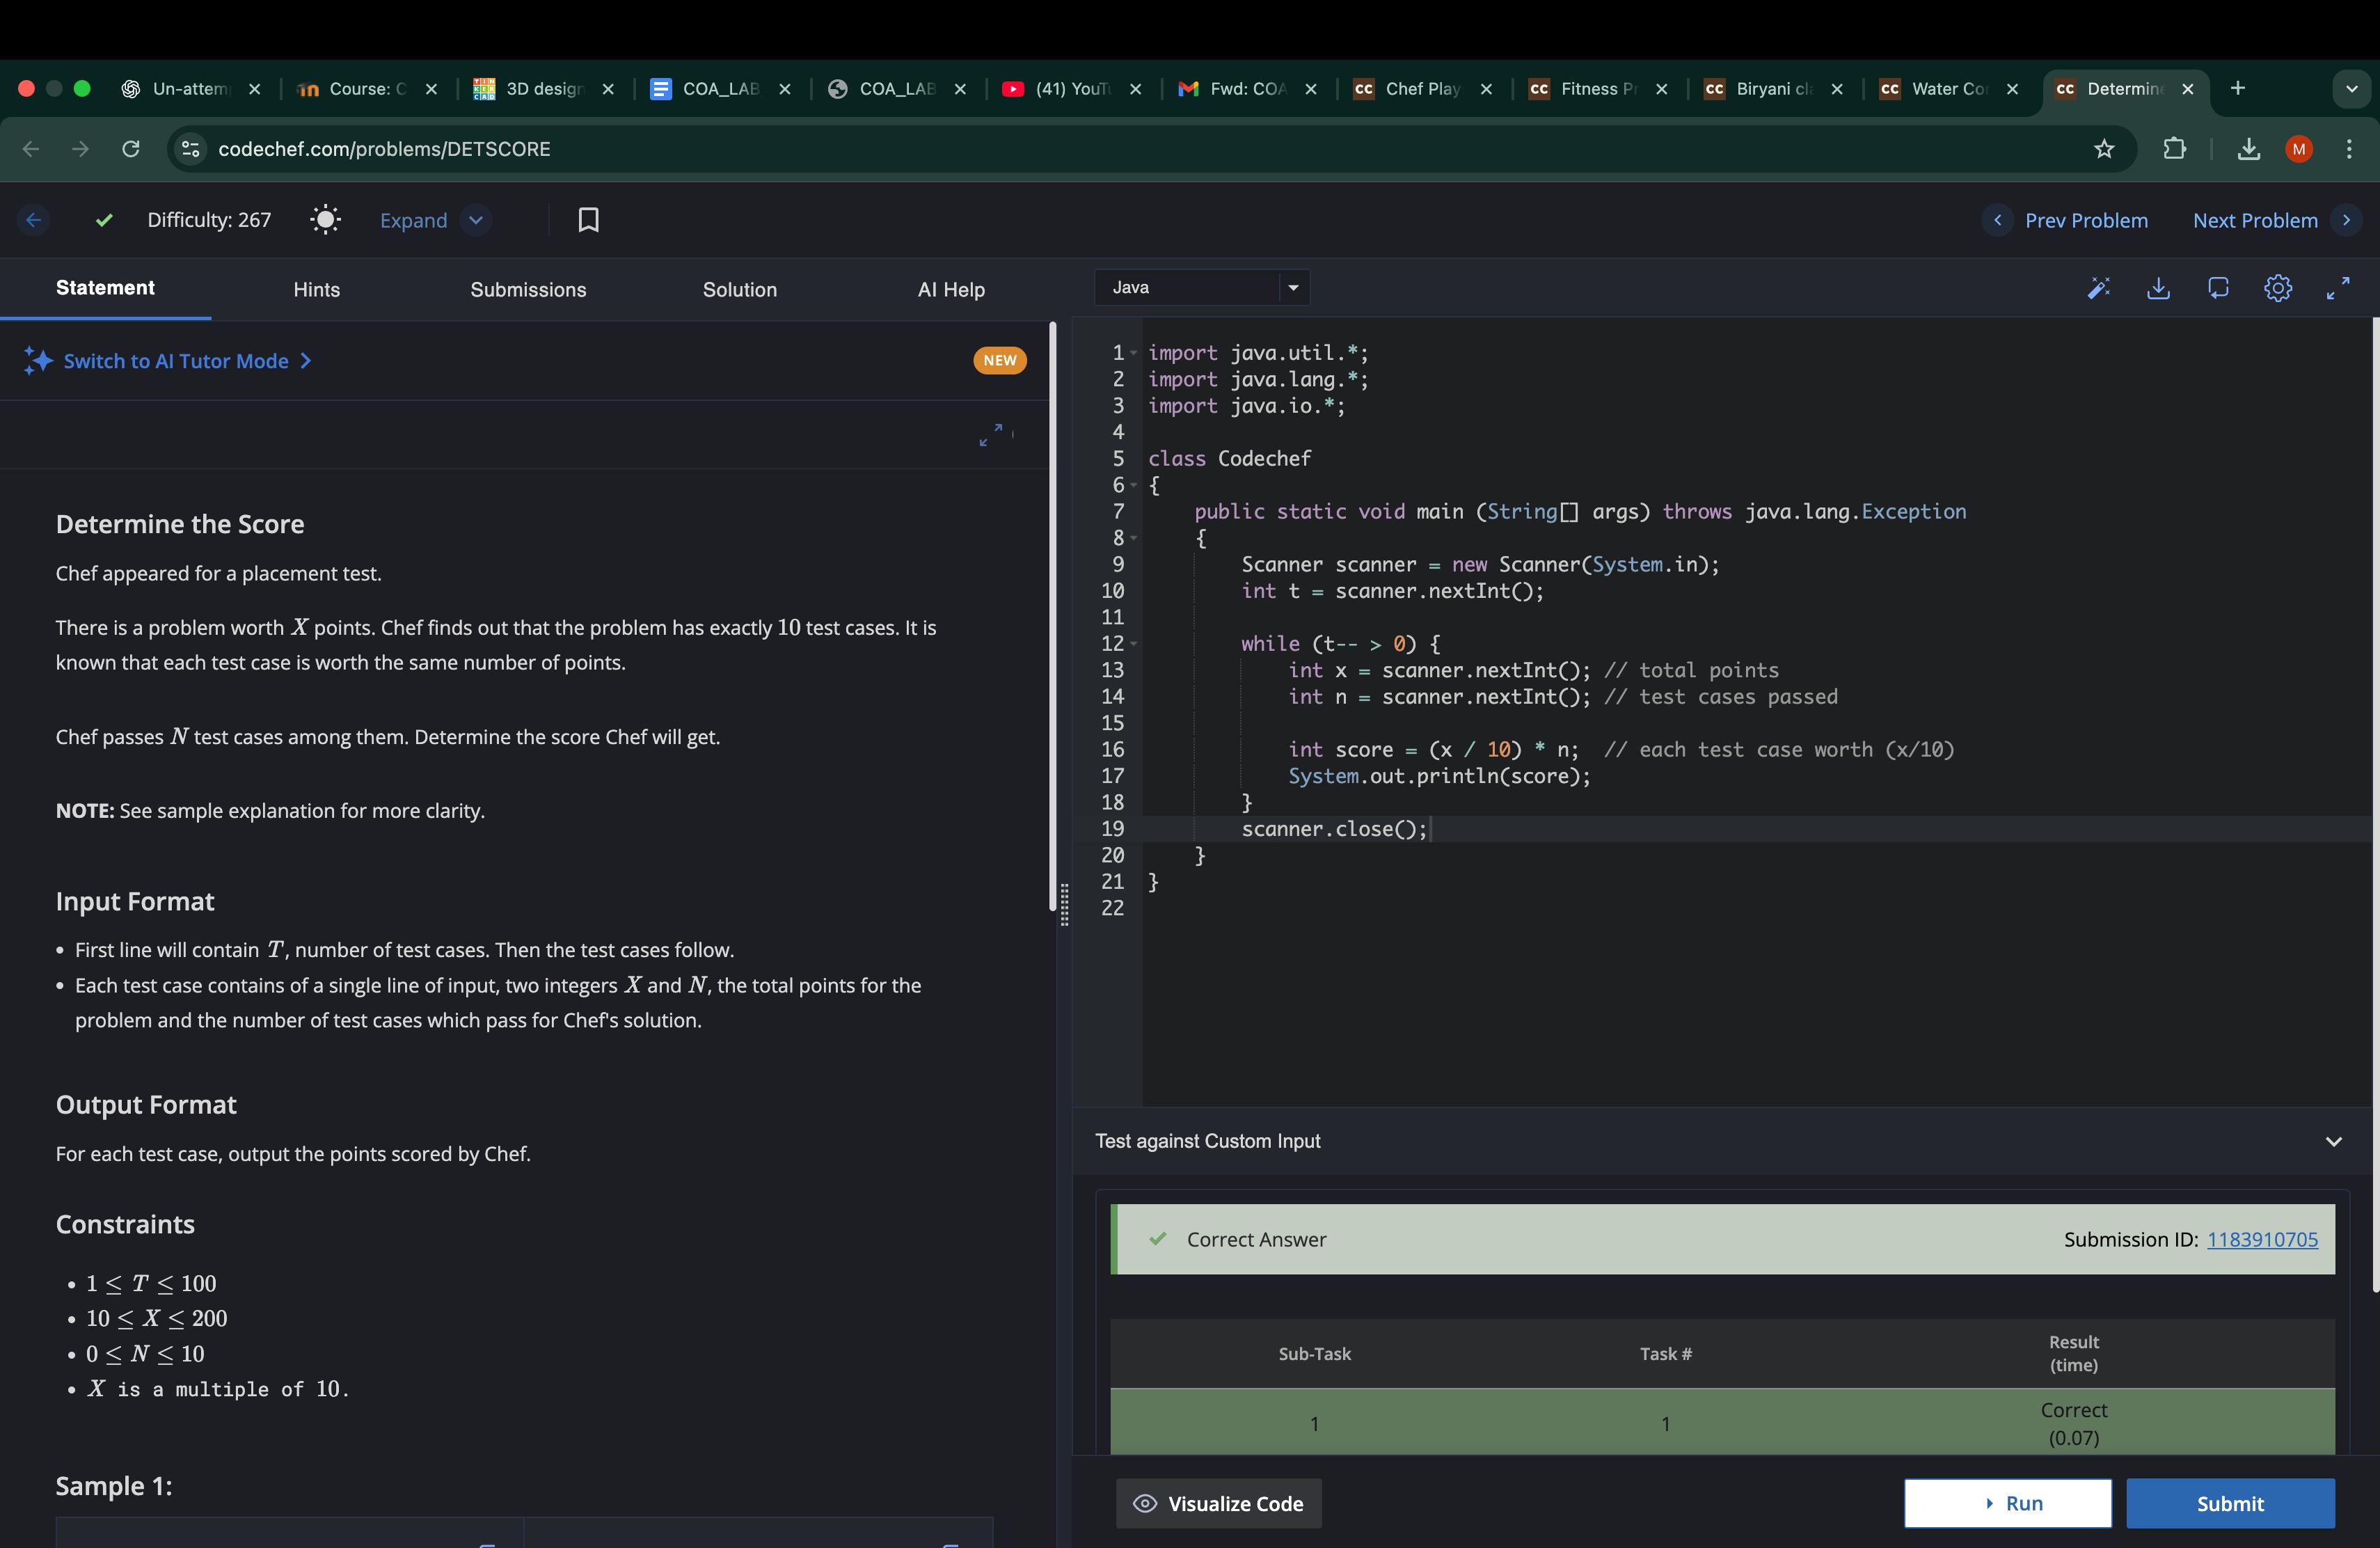 Un-attem
Course: C
3D design
COA_LAB
COA_LAB
(41) YouTu
Fwd: COA
CC Chef Play
CC Fitness Pr
CC Biryani cla
CC Water Con
CC Determine
codechef.com/problems/DETSCORE
M
Difficulty: 267
Expand
Prev Problem
Next Problem
Statement
Hints
Submissions
Solution
AI Help
Switch to AI Tutor Mode
NEW
Determine the Score
Chef appeared for a placement test.
There is a problem worth X points. Chef finds out that the problem has exactly 10 test cases. It is
known that each test case is worth the same number of points.
Chef passes N test cases among them. Determine the score Chef will get.
NOTE: See sample explanation for more clarity.
Input Format
• First line will contain T, number of test cases. Then the test cases follow.
• Each test case contains of a single line of input, two integers X and N, the total points for the
problem and the number of test cases which pass for Chef's solution.
Output Format
For each test case, output the points scored by Chef.
Constraints
• 1 ≤ T ≤ 100
• 10 ≤ X ≤ 200
• 0 ≤ N ≤ 10
• X is a multiple of 10.
Sample 1:
Java
1 import java.util.*;
2 import java.lang.*;
3 import java.io.*;
4
5 class Codechef
6 {
7 public static void main (String[] args) throws java.lang.Exception
8 {
9 Scanner scanner = new Scanner(System.in);
10 int t = scanner.nextInt();
11
12 while (t-- > 0) {
13 int x = scanner.nextInt(); // total points
14 int n = scanner.nextInt(); // test cases passed
15
16 int score = (x / 10) * n; // each test case worth (x/10)
17 System.out.println(score);
18 }
19 scanner.close();
20 }
21 }
22
Test against Custom Input
Correct Answer
Submission ID: 1183910705
Sub-Task
Task #
Result
(time)
1
1
Correct
(0.07)
Visualize Code
Run
Submit